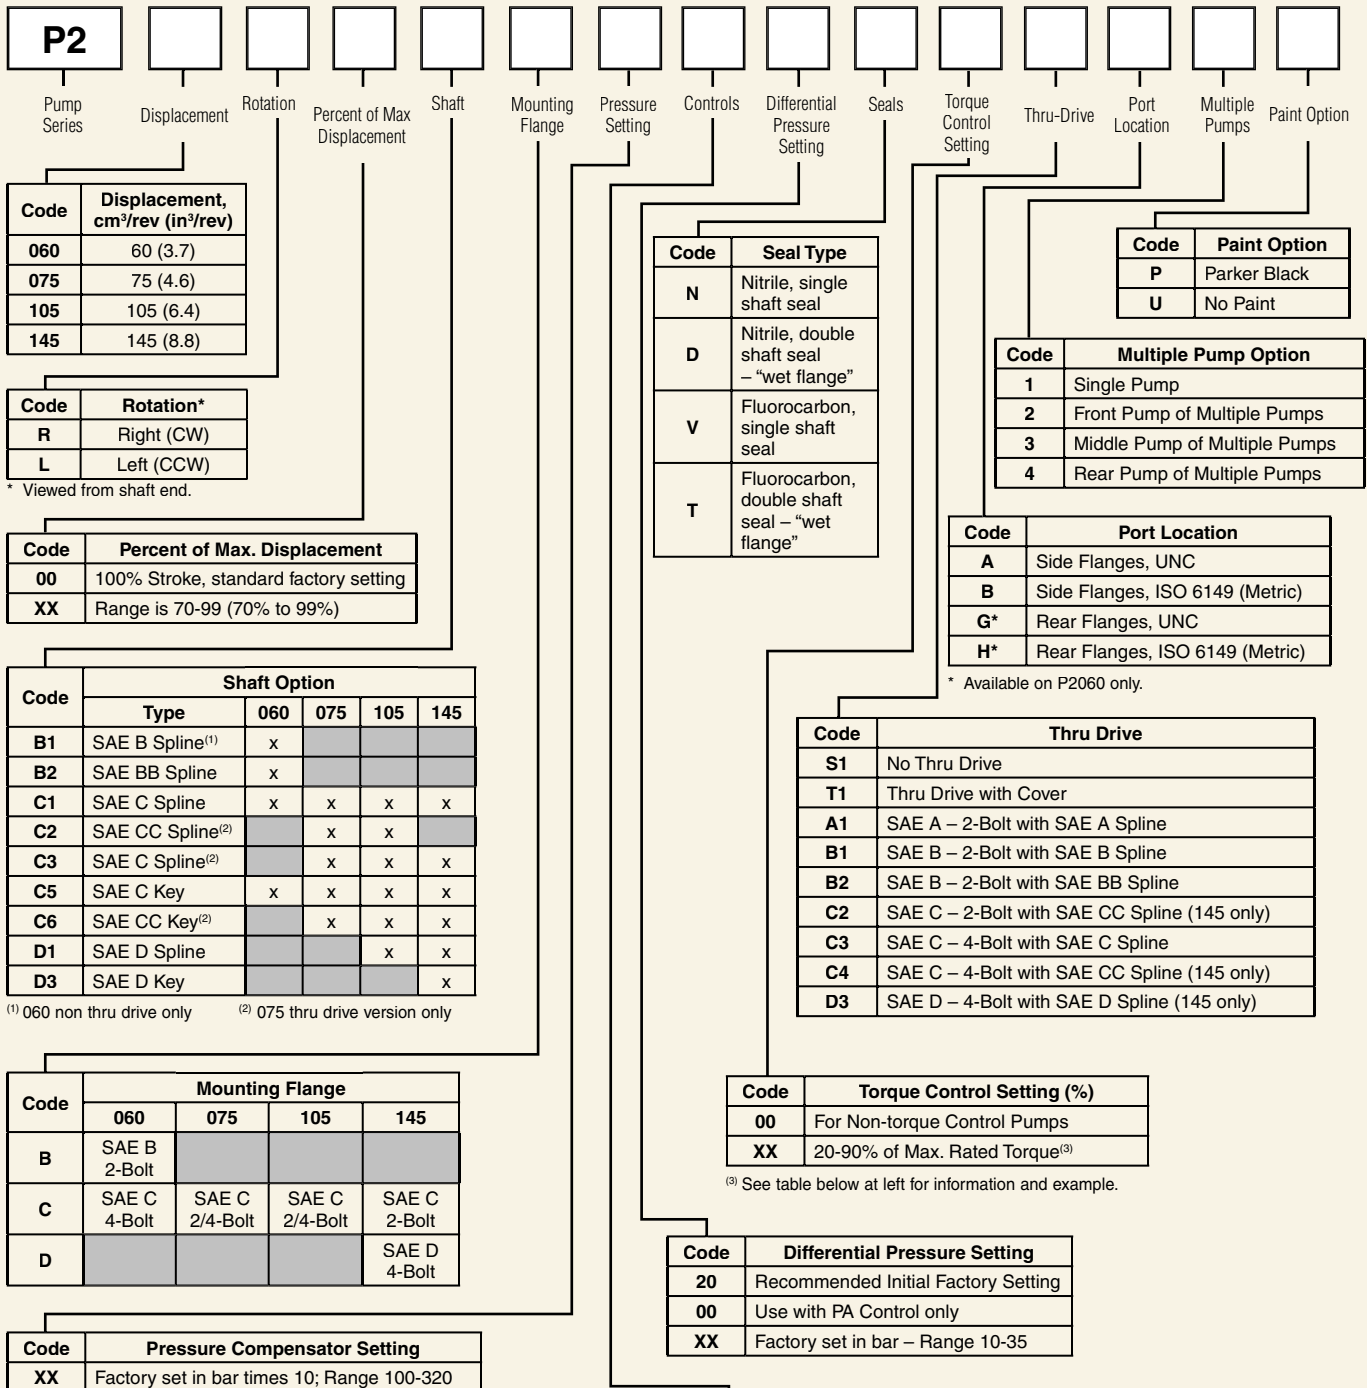 P2
Pump Series
Displacement
Rotation
Percent of Max Displacement
Shaft
Mounting Flange
Pressure Setting
Controls
Differential Pressure Setting
Seals
Torque Control Setting
Thru-Drive
Port Location
Multiple Pumps
Paint Option
Code Displacement, cm³/rev (in³/rev)
060 60 (3.7)
075 75 (4.6)
105 105 (6.4)
145 145 (8.8)
Code Rotation*
R Right (CW)
L Left (CCW)
* Viewed from shaft end.
Code Percent of Max. Displacement
00 100% Stroke, standard factory setting
XX Range is 70-99 (70% to 99%)
Code Shaft Option
Type 060 075 105 145
B1 SAE B Spline(1) x
B2 SAE BB Spline x
C1 SAE C Spline x x x x
C2 SAE CC Spline(2) x x
C3 SAE C Spline(2) x x x
C5 SAE C Key x x x x
C6 SAE CC Key(2) x x x
D1 SAE D Spline x x
D3 SAE D Key x
(1) 060 non thru drive only (2) 075 thru drive version only
Code Mounting Flange
060 075 105 145
B SAE B 2-Bolt
C SAE C 4-Bolt SAE C 2/4-Bolt SAE C 2/4-Bolt SAE C 2-Bolt
D SAE D 4-Bolt
Code Pressure Compensator Setting
XX Factory set in bar times 10; Range 100-320
Code Seal Type
N Nitrile, single shaft seal
D Nitrile, double shaft seal – “wet flange”
V Fluorocarbon, single shaft seal
T Fluorocarbon, double shaft seal – “wet flange”
Code Paint Option
P Parker Black
U No Paint
Code Multiple Pump Option
1 Single Pump
2 Front Pump of Multiple Pumps
3 Middle Pump of Multiple Pumps
4 Rear Pump of Multiple Pumps
Code Port Location
A Side Flanges, UNC
B Side Flanges, ISO 6149 (Metric)
G* Rear Flanges, UNC
H* Rear Flanges, ISO 6149 (Metric)
* Available on P2060 only.
Code Thru Drive
S1 No Thru Drive
T1 Thru Drive with Cover
A1 SAE A – 2-Bolt with SAE A Spline
B1 SAE B – 2-Bolt with SAE B Spline
B2 SAE B – 2-Bolt with SAE BB Spline
C2 SAE C – 2-Bolt with SAE CC Spline (145 only)
C3 SAE C – 4-Bolt with SAE C Spline
C4 SAE C – 4-Bolt with SAE CC Spline (145 only)
D3 SAE D – 4-Bolt with SAE D Spline (145 only)
Code Torque Control Setting (%)
00 For Non-torque Control Pumps
XX 20-90% of Max. Rated Torque(3)
(3) See table below at left for information and example.
Code Differential Pressure Setting
20 Recommended Initial Factory Setting
00 Use with PA Control only
XX Factory set in bar – Range 10-35